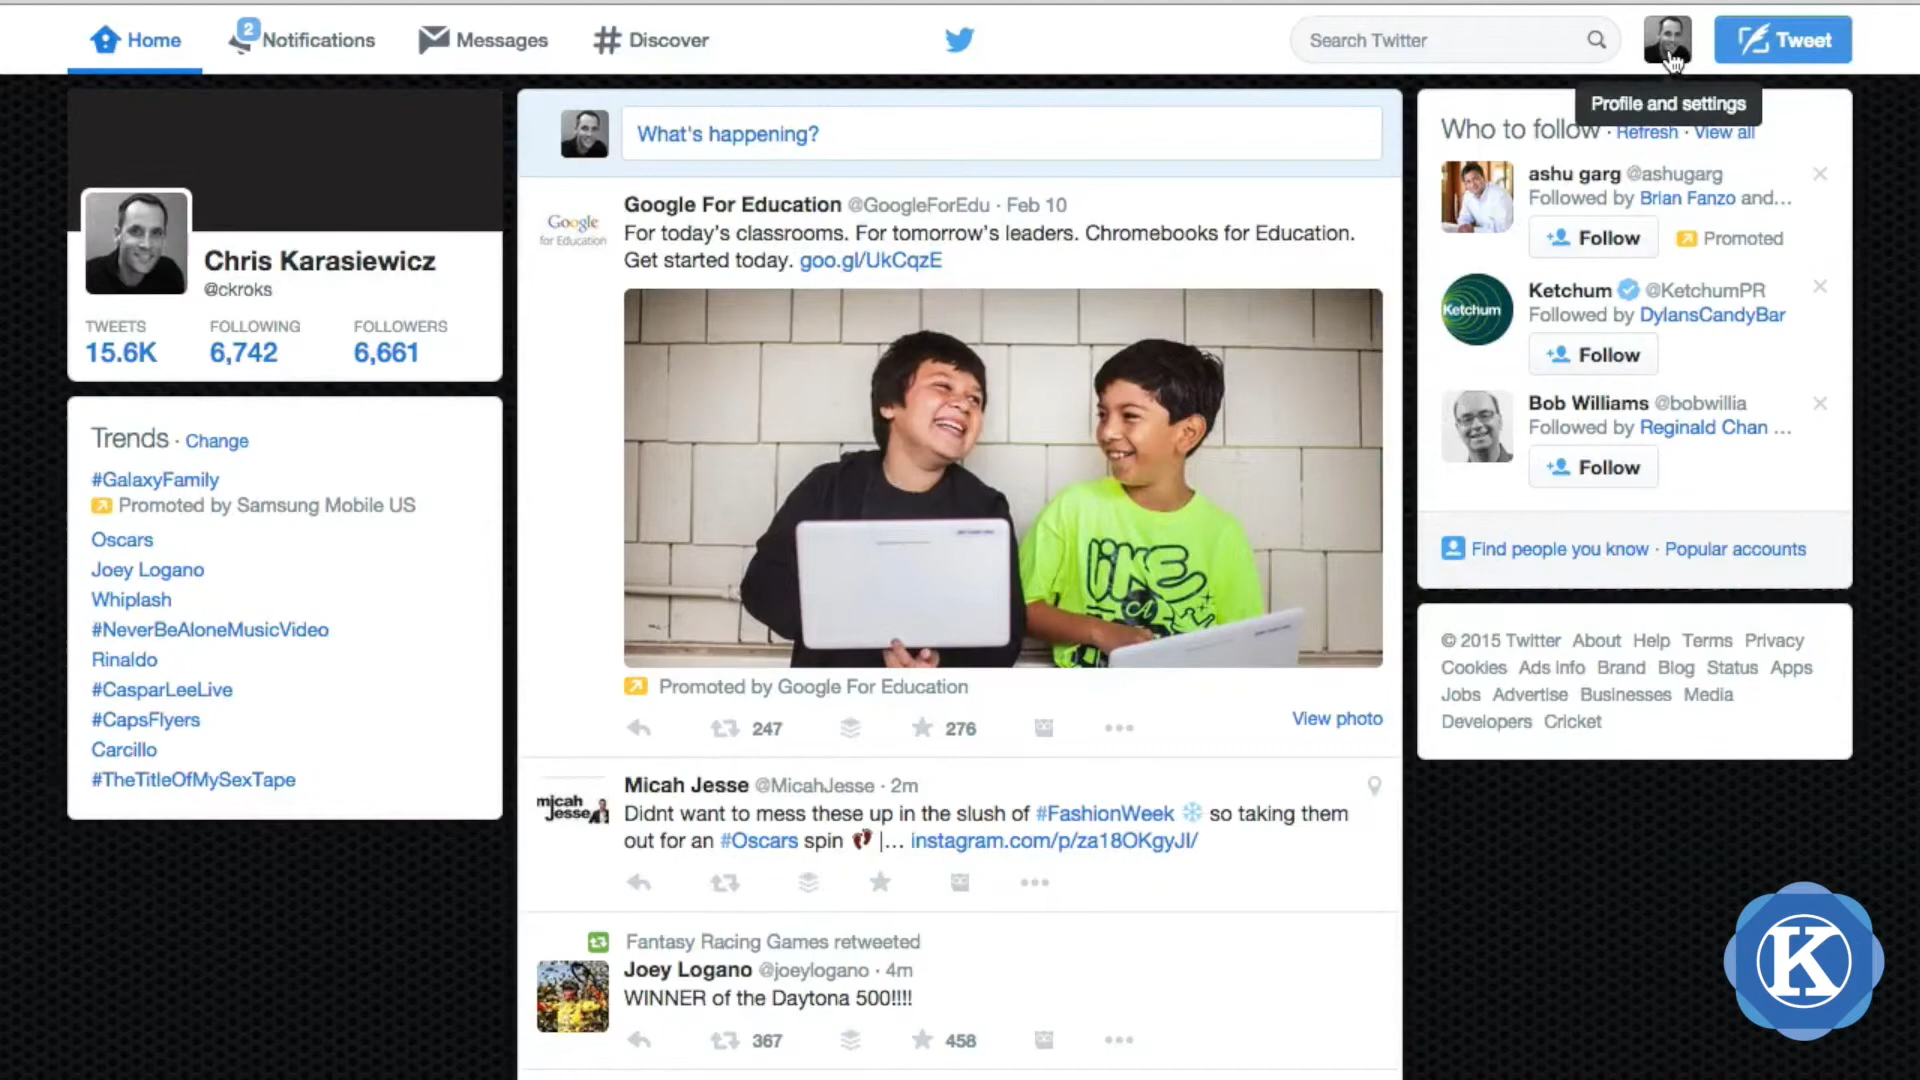 Home
2
Notifications
Messages
# Discover
Search Twitter
Tweet
Profile and settings
Chris Karasiewicz
@ckroks
TWEETS FOLLOWING FOLLOWERS
15.6K 6,742 6,661
Trends · Change
#GalaxyFamily
Promoted by Samsung Mobile US
Oscars
Joey Logano
Whiplash
#NeverBeAloneMusicVideo
Rinaldo
#CasparLeeLive
#CapsFlyers
Carcillo
#TheTitleOfMySexTape
What's happening?
Google
for Education
Google For Education @GoogleForEdu · Feb 10
For today's classrooms. For tomorrow's leaders. Chromebooks for Education.
Get started today. goo.gl/UkCqzE
LIKE
A
Promoted by Google For Education
247 276
View photo
micah
Jesse
Micah Jesse @MicahJesse · 2m
Didnt want to mess these up in the slush of #FashionWeek ❄ so taking them
out for an #Oscars spin 👣 |... instagram.com/p/za18OKgyJI/
Fantasy Racing Games retweeted
Joey Logano @joeylogano · 4m
WINNER of the Daytona 500!!!!
367 458
Who to follow · Refresh · View all
ashu garg @ashugarg
Followed by Brian Fanzo and...
Follow
Promoted
Ketchum
Ketchum @KetchumPR
Followed by DylansCandyBar
Follow
Bob Williams @bobwillia
Followed by Reginald Chan ...
Follow
Find people you know · Popular accounts
© 2015 Twitter About Help Terms Privacy
Cookies Ads info Brand Blog Status Apps
Jobs Advertise Businesses Media
Developers Cricket
K